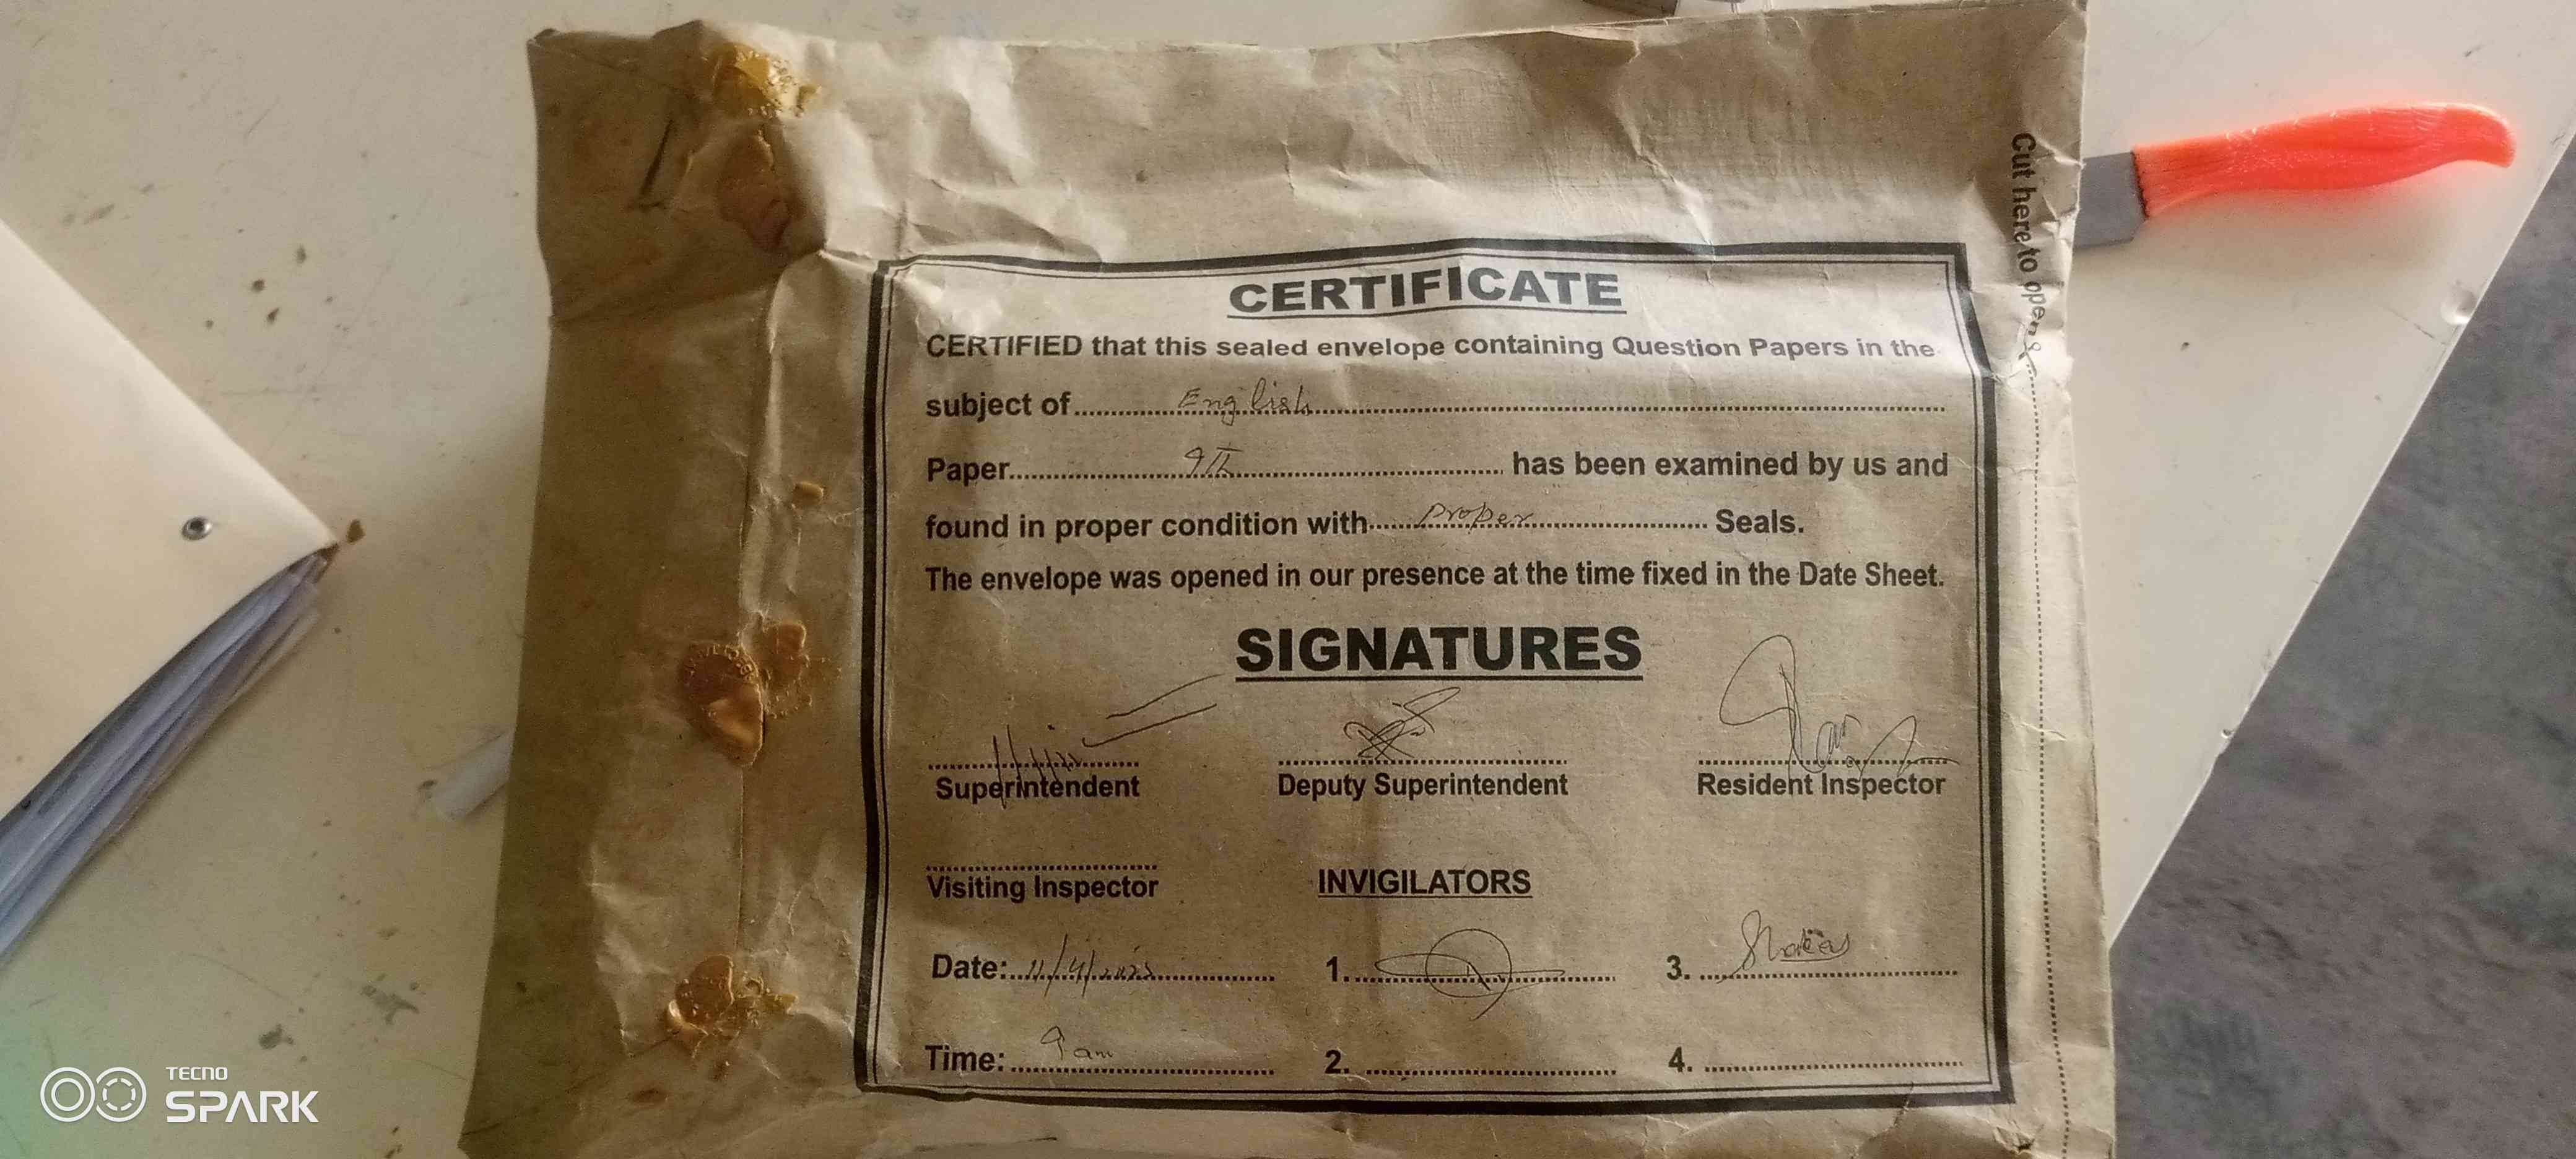 CERTIFICATE
CERTIFIED that this sealed envelope containing Question Papers in the
subject of English
Paper 9th has been examined by us and
found in proper condition with proper Seals.
The envelope was opened in our presence at the time fixed in the Date Sheet.
SIGNATURES
Superintendent Deputy Superintendent Resident Inspector
Visiting Inspector INVIGILATORS
Date: 11/4/2025 1. 3.
Time: 9 am 2. 4.
Cut here to open
TECNO
SPARK